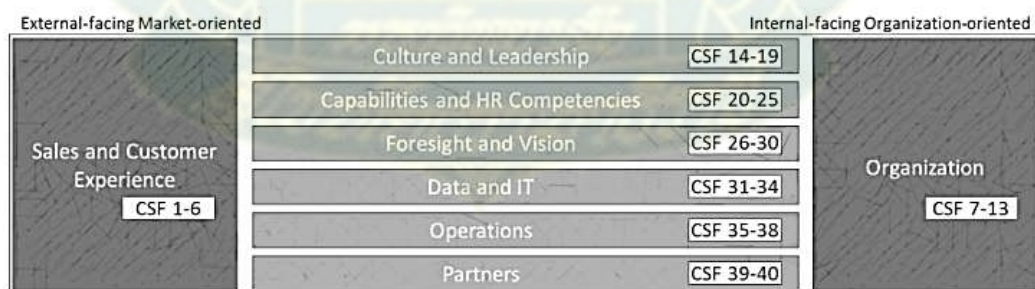 External-facing Market-oriented
Internal-facing Organization-oriented
Sales and Customer
Experience
CSF 1-6
Culture and Leadership CSF 14-19
Capabilities and HR Competencies CSF 20-25
Foresight and Vision CSF 26-30
Data and IT CSF 31-34
Operations CSF 35-38
Partners CSF 39-40
Organization
CSF 7-13